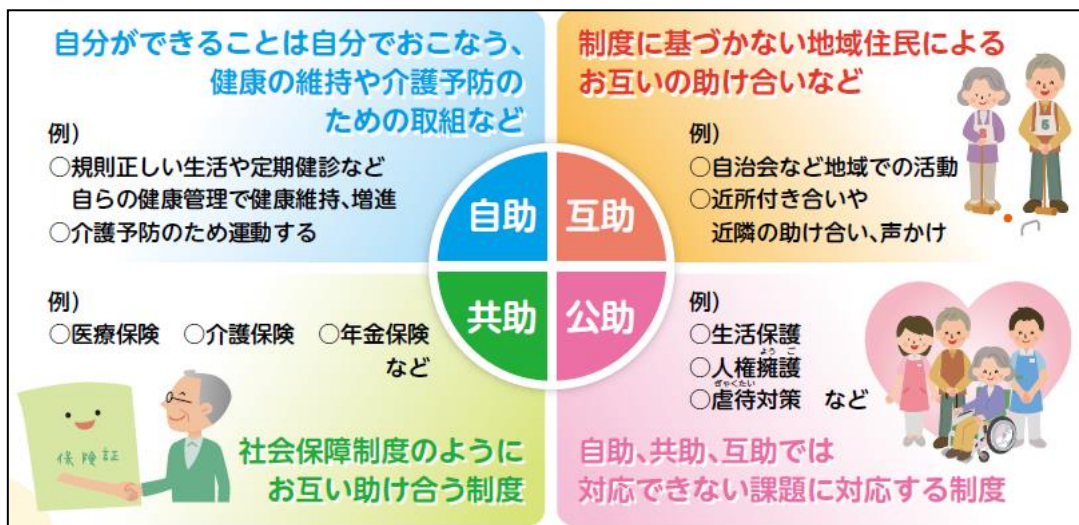 自分ができることは自分でおこなう、
健康の維持や介護予防の
ための取組など
例)
○規則正しい生活や定期健診など
自らの健康管理で健康維持、増進
○介護予防のため運動する
制度に基づかない地域住民による
お互いの助け合いなど
例)
○自治会など地域での活動
○近所付き合いや
近隣の助け合い、声かけ
5
自助
互助
共助
公助
例)
○医療保険 ○介護保険 ○年金保険
など
保険証
社会保障制度のように
お互い助け合う制度
例)
○生活保護
ようご
○人権擁護
ぎゃくたい
○虐待対策 など
自助、共助、互助では
対応できない課題に対応する制度